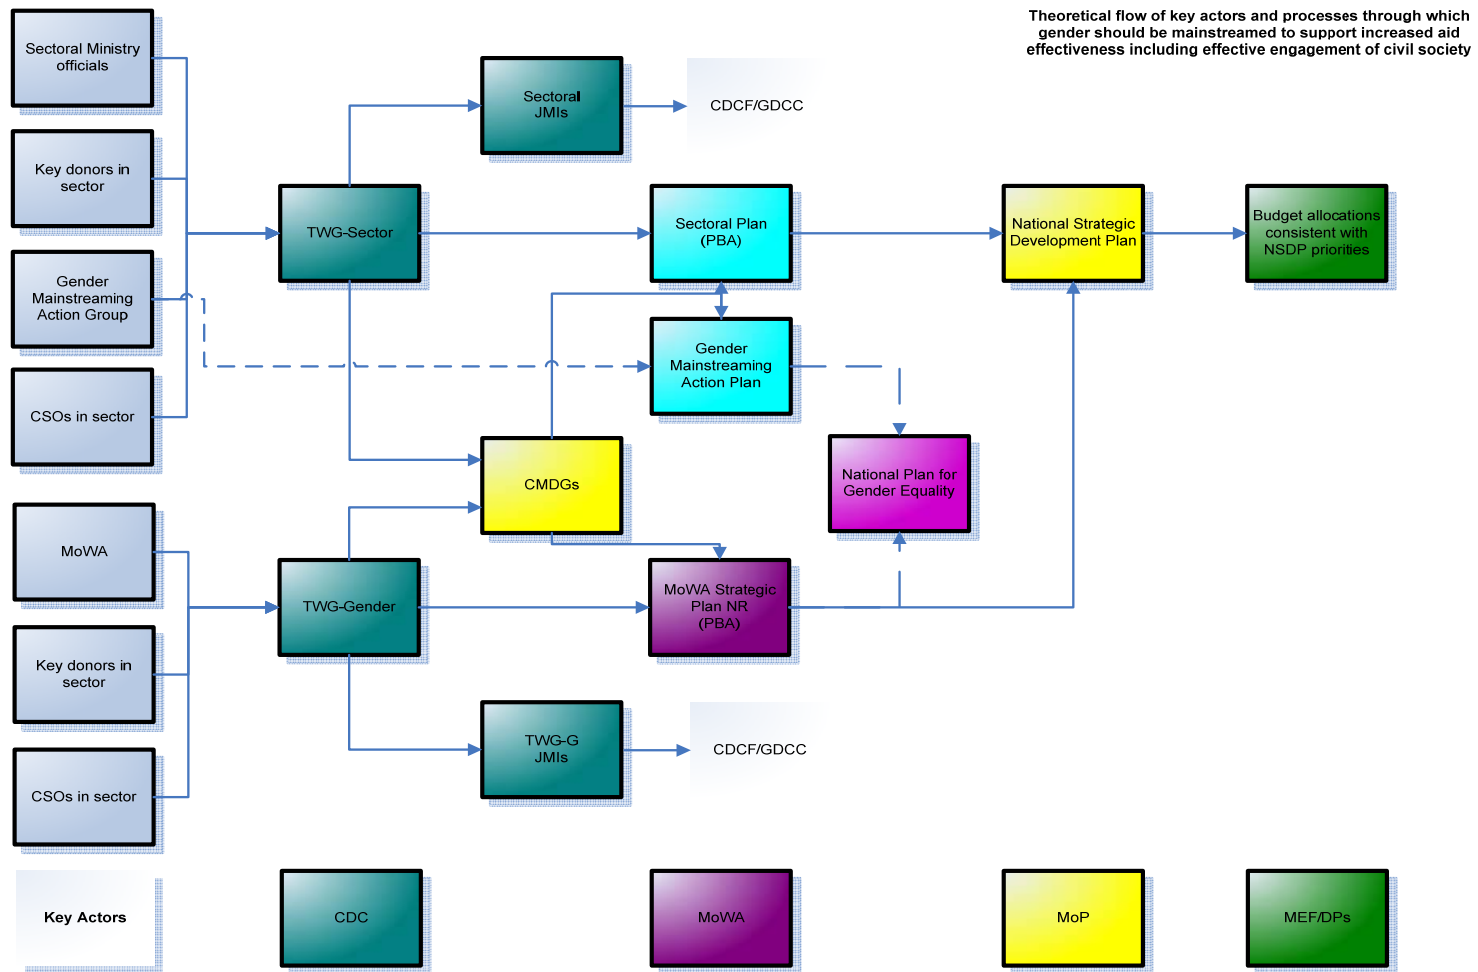 Theoretical flow of key actors and processes through which
gender should be mainstreamed to support increased aid
effectiveness including effective engagement of civil society
Sectoral Ministry
officials
Key donors in
sector
Gender
Mainstreaming
Action Group
CSOs in sector
MoWA
Key donors in
sector
CSOs in sector
TWG-Sector
TWG-Gender
Sectoral
JMIs
CDCF/GDCC
Sectoral Plan
(PBA)
Gender
Mainstreaming
Action Plan
CMDGs
MoWA Strategic
Plan NR
(PBA)
TWG-G
JMIs
CDCF/GDCC
National Plan for
Gender Equality
National Strategic
Development Plan
Budget allocations
consistent with
NSDP priorities
Key Actors
CDC
MoWA
MoP
MEF/DPs